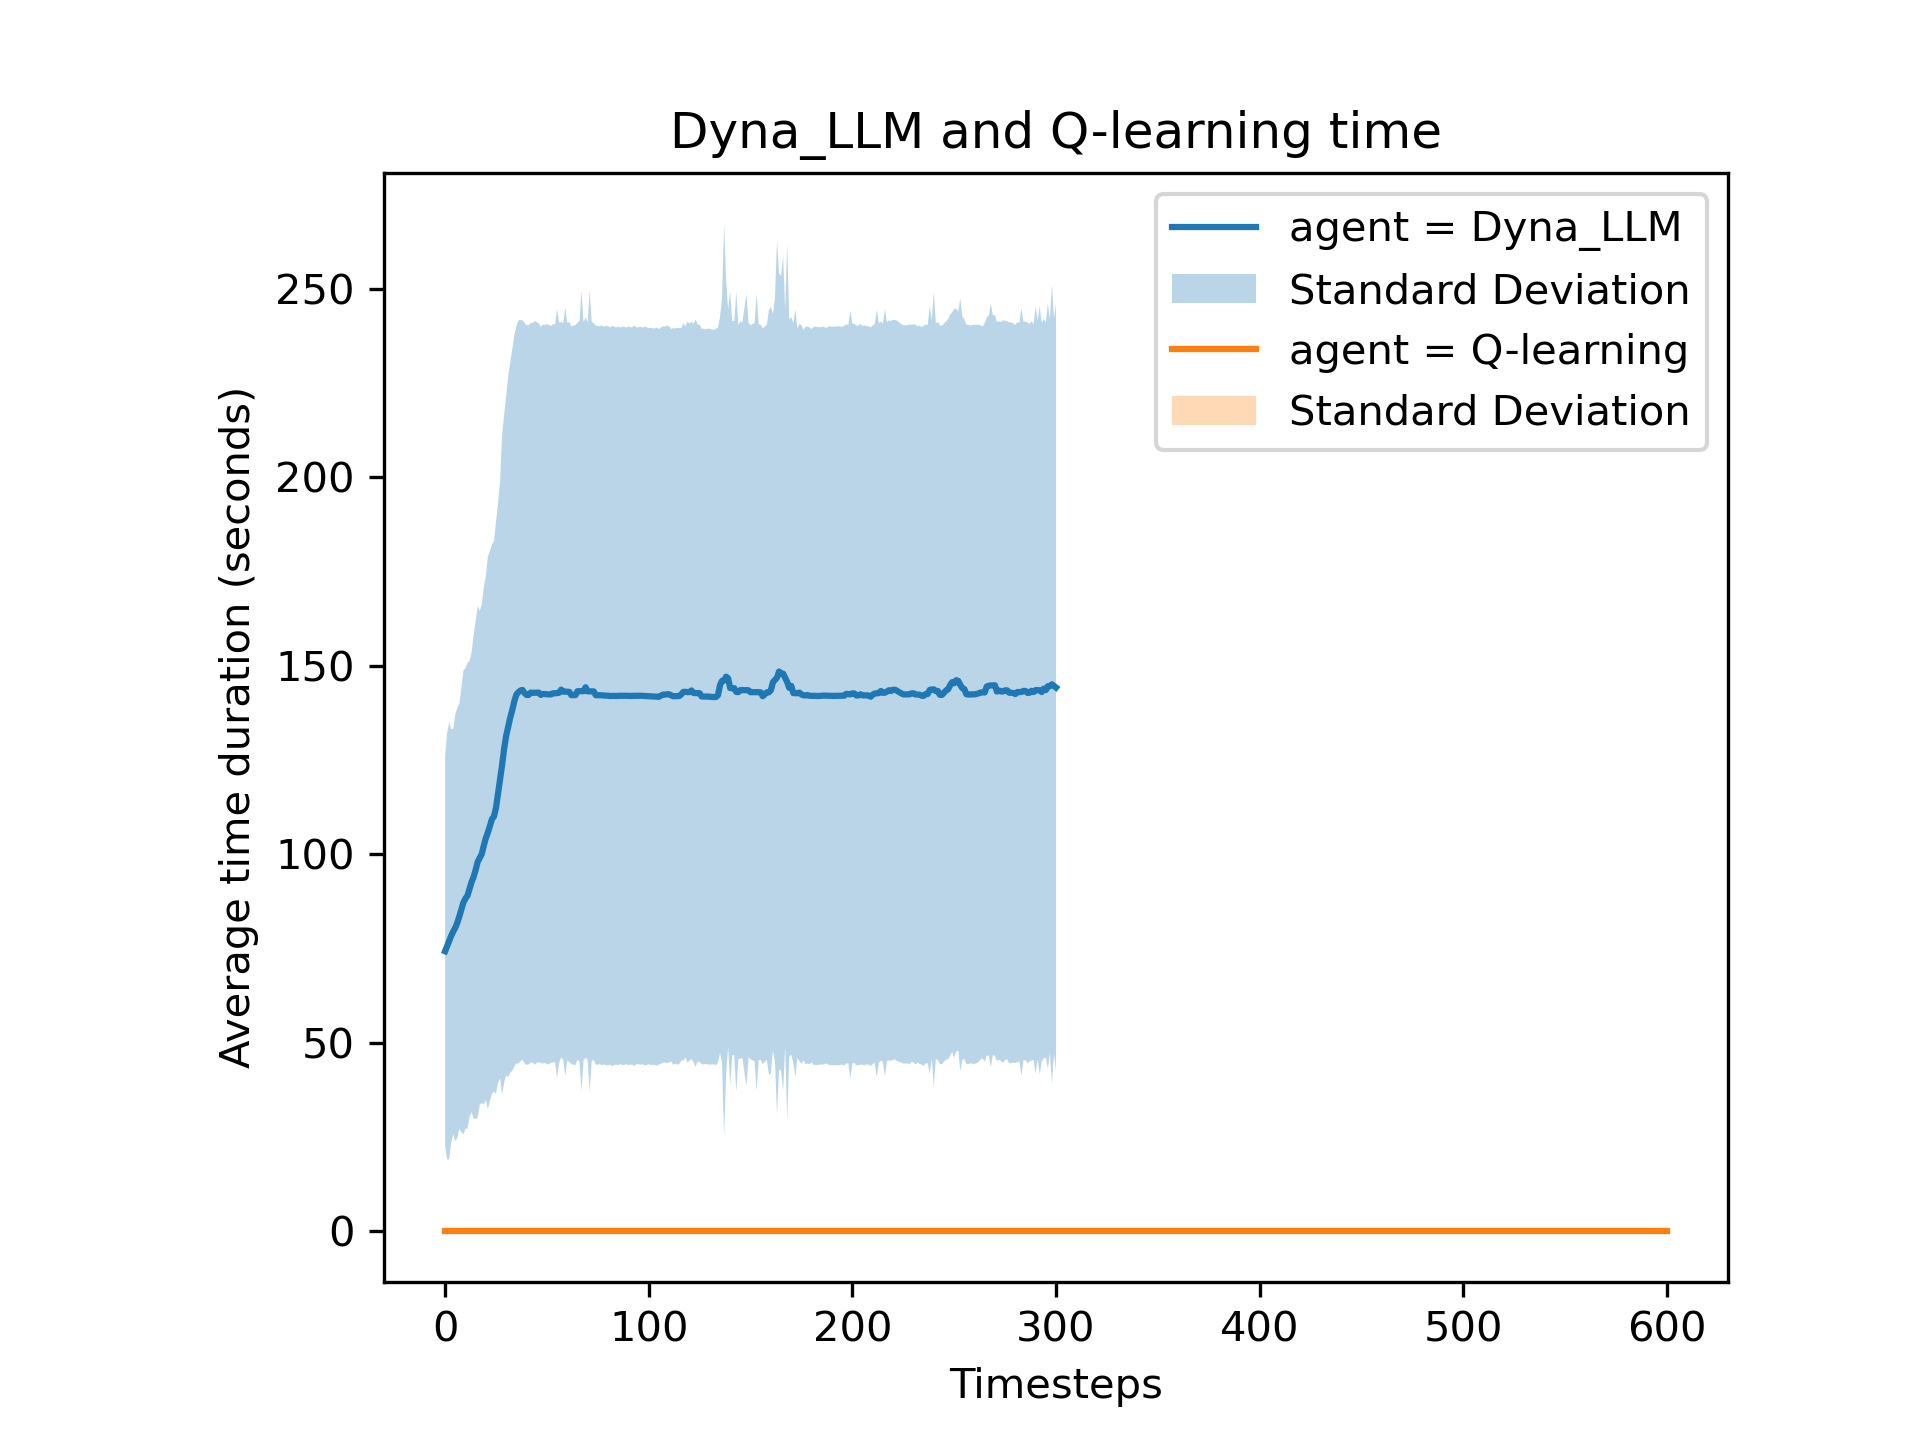 Dyna_LLM and Q-learning time
agent = Dyna_LLM
Standard Deviation
agent = Q-learning
Standard Deviation
Average time duration (seconds)
250
200
150
100
50
0
0 100 200 300 400 500 600
Timesteps